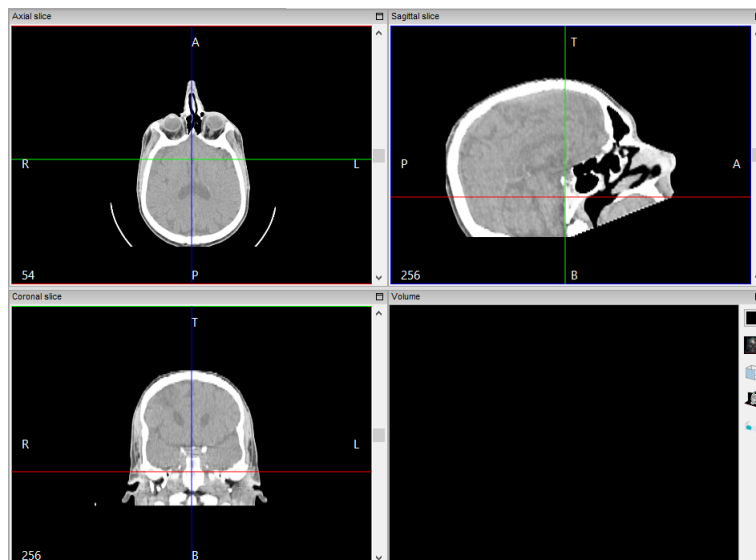 Axial slice
A
R
L
54
P
Sagittal slice
T
P
A
256
B
Coronal slice
T
R
L
256
B
Volume